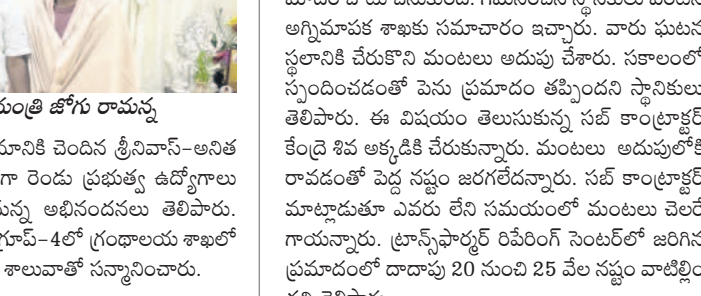 మంత్రి జోగు రామన్న
చెందిన శ్రీనివాస్-అనిత
రెండు ప్రభుత్వ ఉద్యోగాలు
అభినందనలు తెలిపారు.
గ్రూప్-4లో గ్రంథాలయ శాఖలో
శాలువాతో సన్మానించారు.
అగ్నిమాపక శాఖకు సమాచారం ఇచ్చారు. వారు ఘటన
స్థలానికి చేరుకొని మంటలు అదుపు చేశారు. సకాలంలో
స్పందించడంతో పెను ప్రమాదం తప్పిందని స్థానికులు
తెలిపారు. ఈ విషయం తెలుసుకున్న సబ్ కాంట్రాక్టర్
కేంద్రె శివ అక్కడికి చేరుకున్నారు. మంటలు అదుపులోకి
రావడంతో పెద్ద నష్టం జరగలేదన్నారు. సబ్ కాంట్రాక్టర్
మాట్లాడుతూ ఎవరు లేని సమయంలో మంటలు చెలరే
గాయన్నారు. ట్రాన్స్‌ఫార్మర్ రిపేరింగ్ సెంటర్‌లో జరిగిన
ప్రమాదంలో దాదాపు 20 నుంచి 25 వేల నష్టం వాటిల్లిం